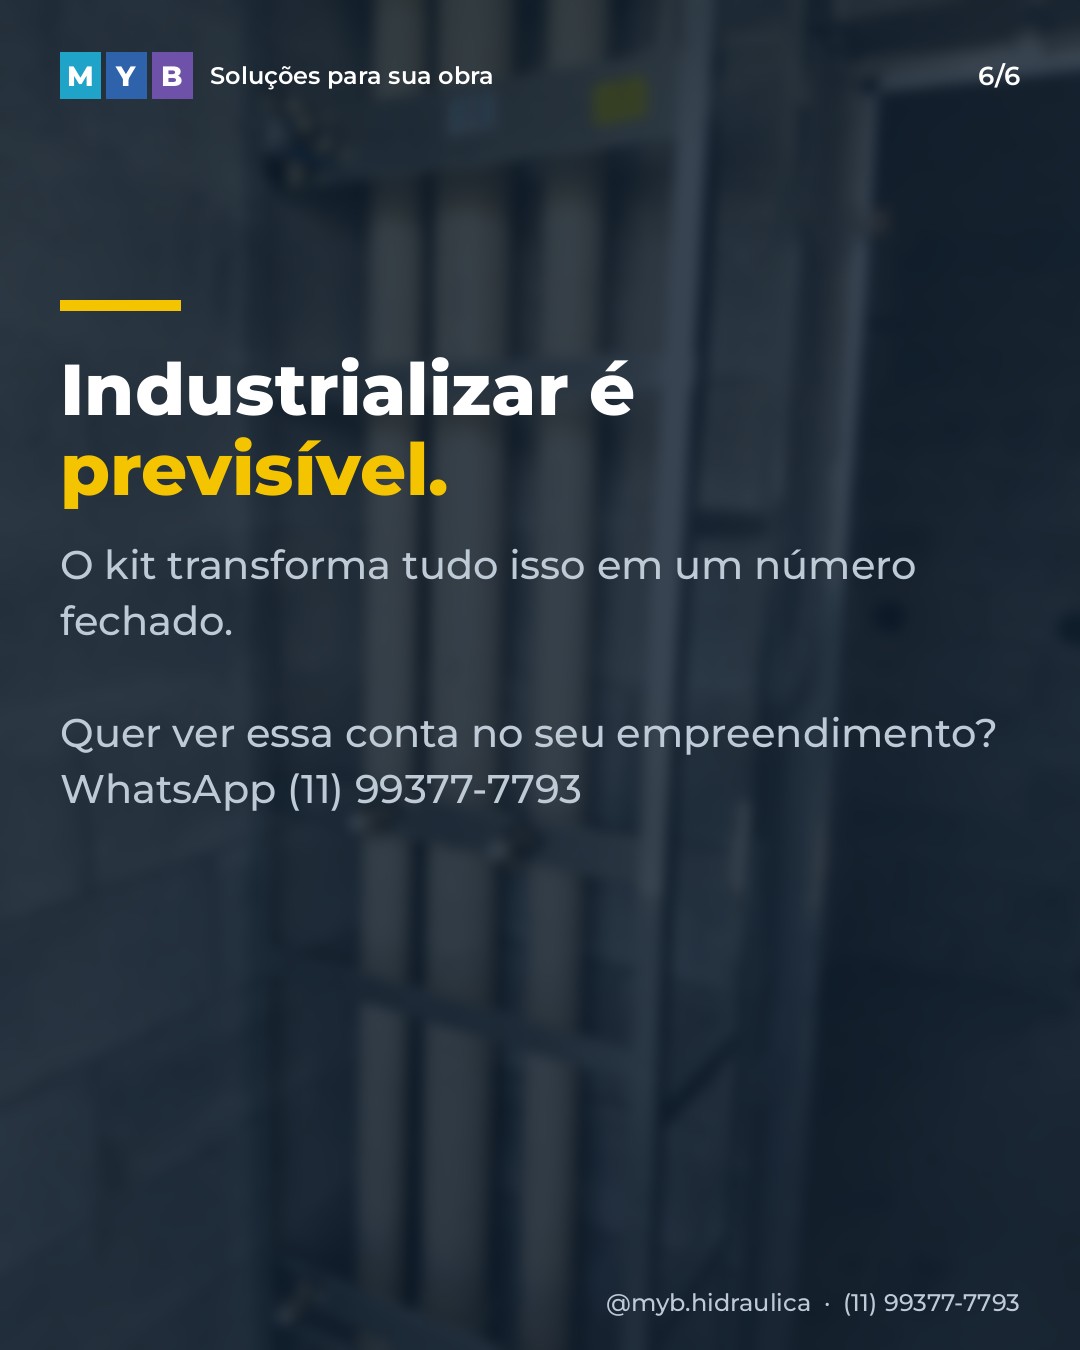 MYB Soluções para sua obra
6/6
Industrializar é
previsível.
O kit transforma tudo isso em um número
fechado.
Quer ver essa conta no seu empreendimento?
WhatsApp (11) 99377-7793
@myb.hidraulica · (11) 99377-7793